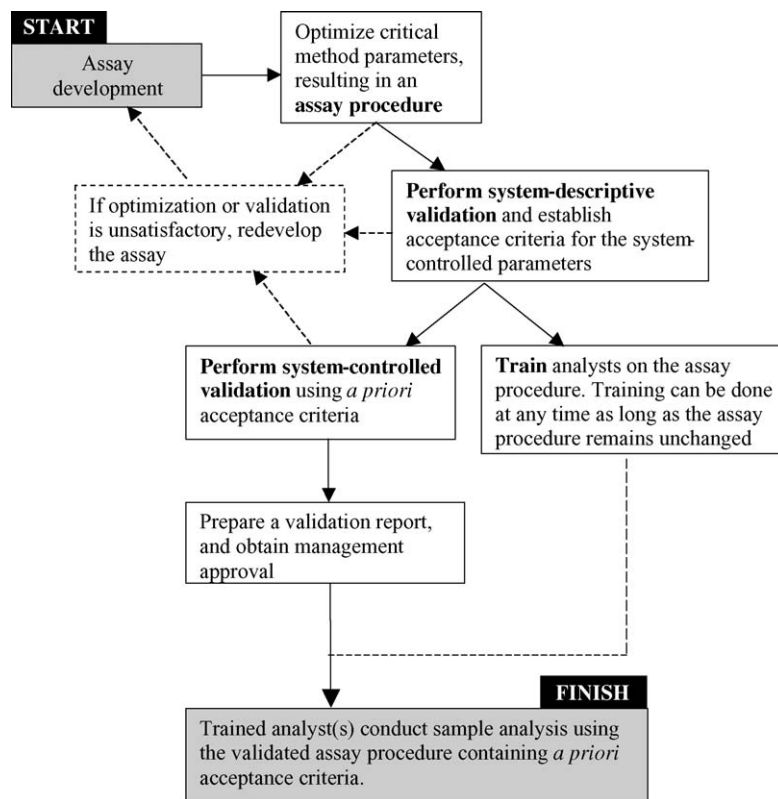 START
Assay
development
Optimize critical
method parameters,
resulting in an
assay procedure
If optimization or validation
is unsatisfactory, redevelop
the assay
Perform system-descriptive
validation and establish
acceptance criteria for the system-
controlled parameters
Perform system-controlled
validation using a priori
acceptance criteria
Train analysts on the assay
procedure. Training can be done
at any time as long as the assay
procedure remains unchanged
Prepare a validation report,
and obtain management
approval
FINISH
Trained analyst(s) conduct sample analysis using
the validated assay procedure containing a priori
acceptance criteria.